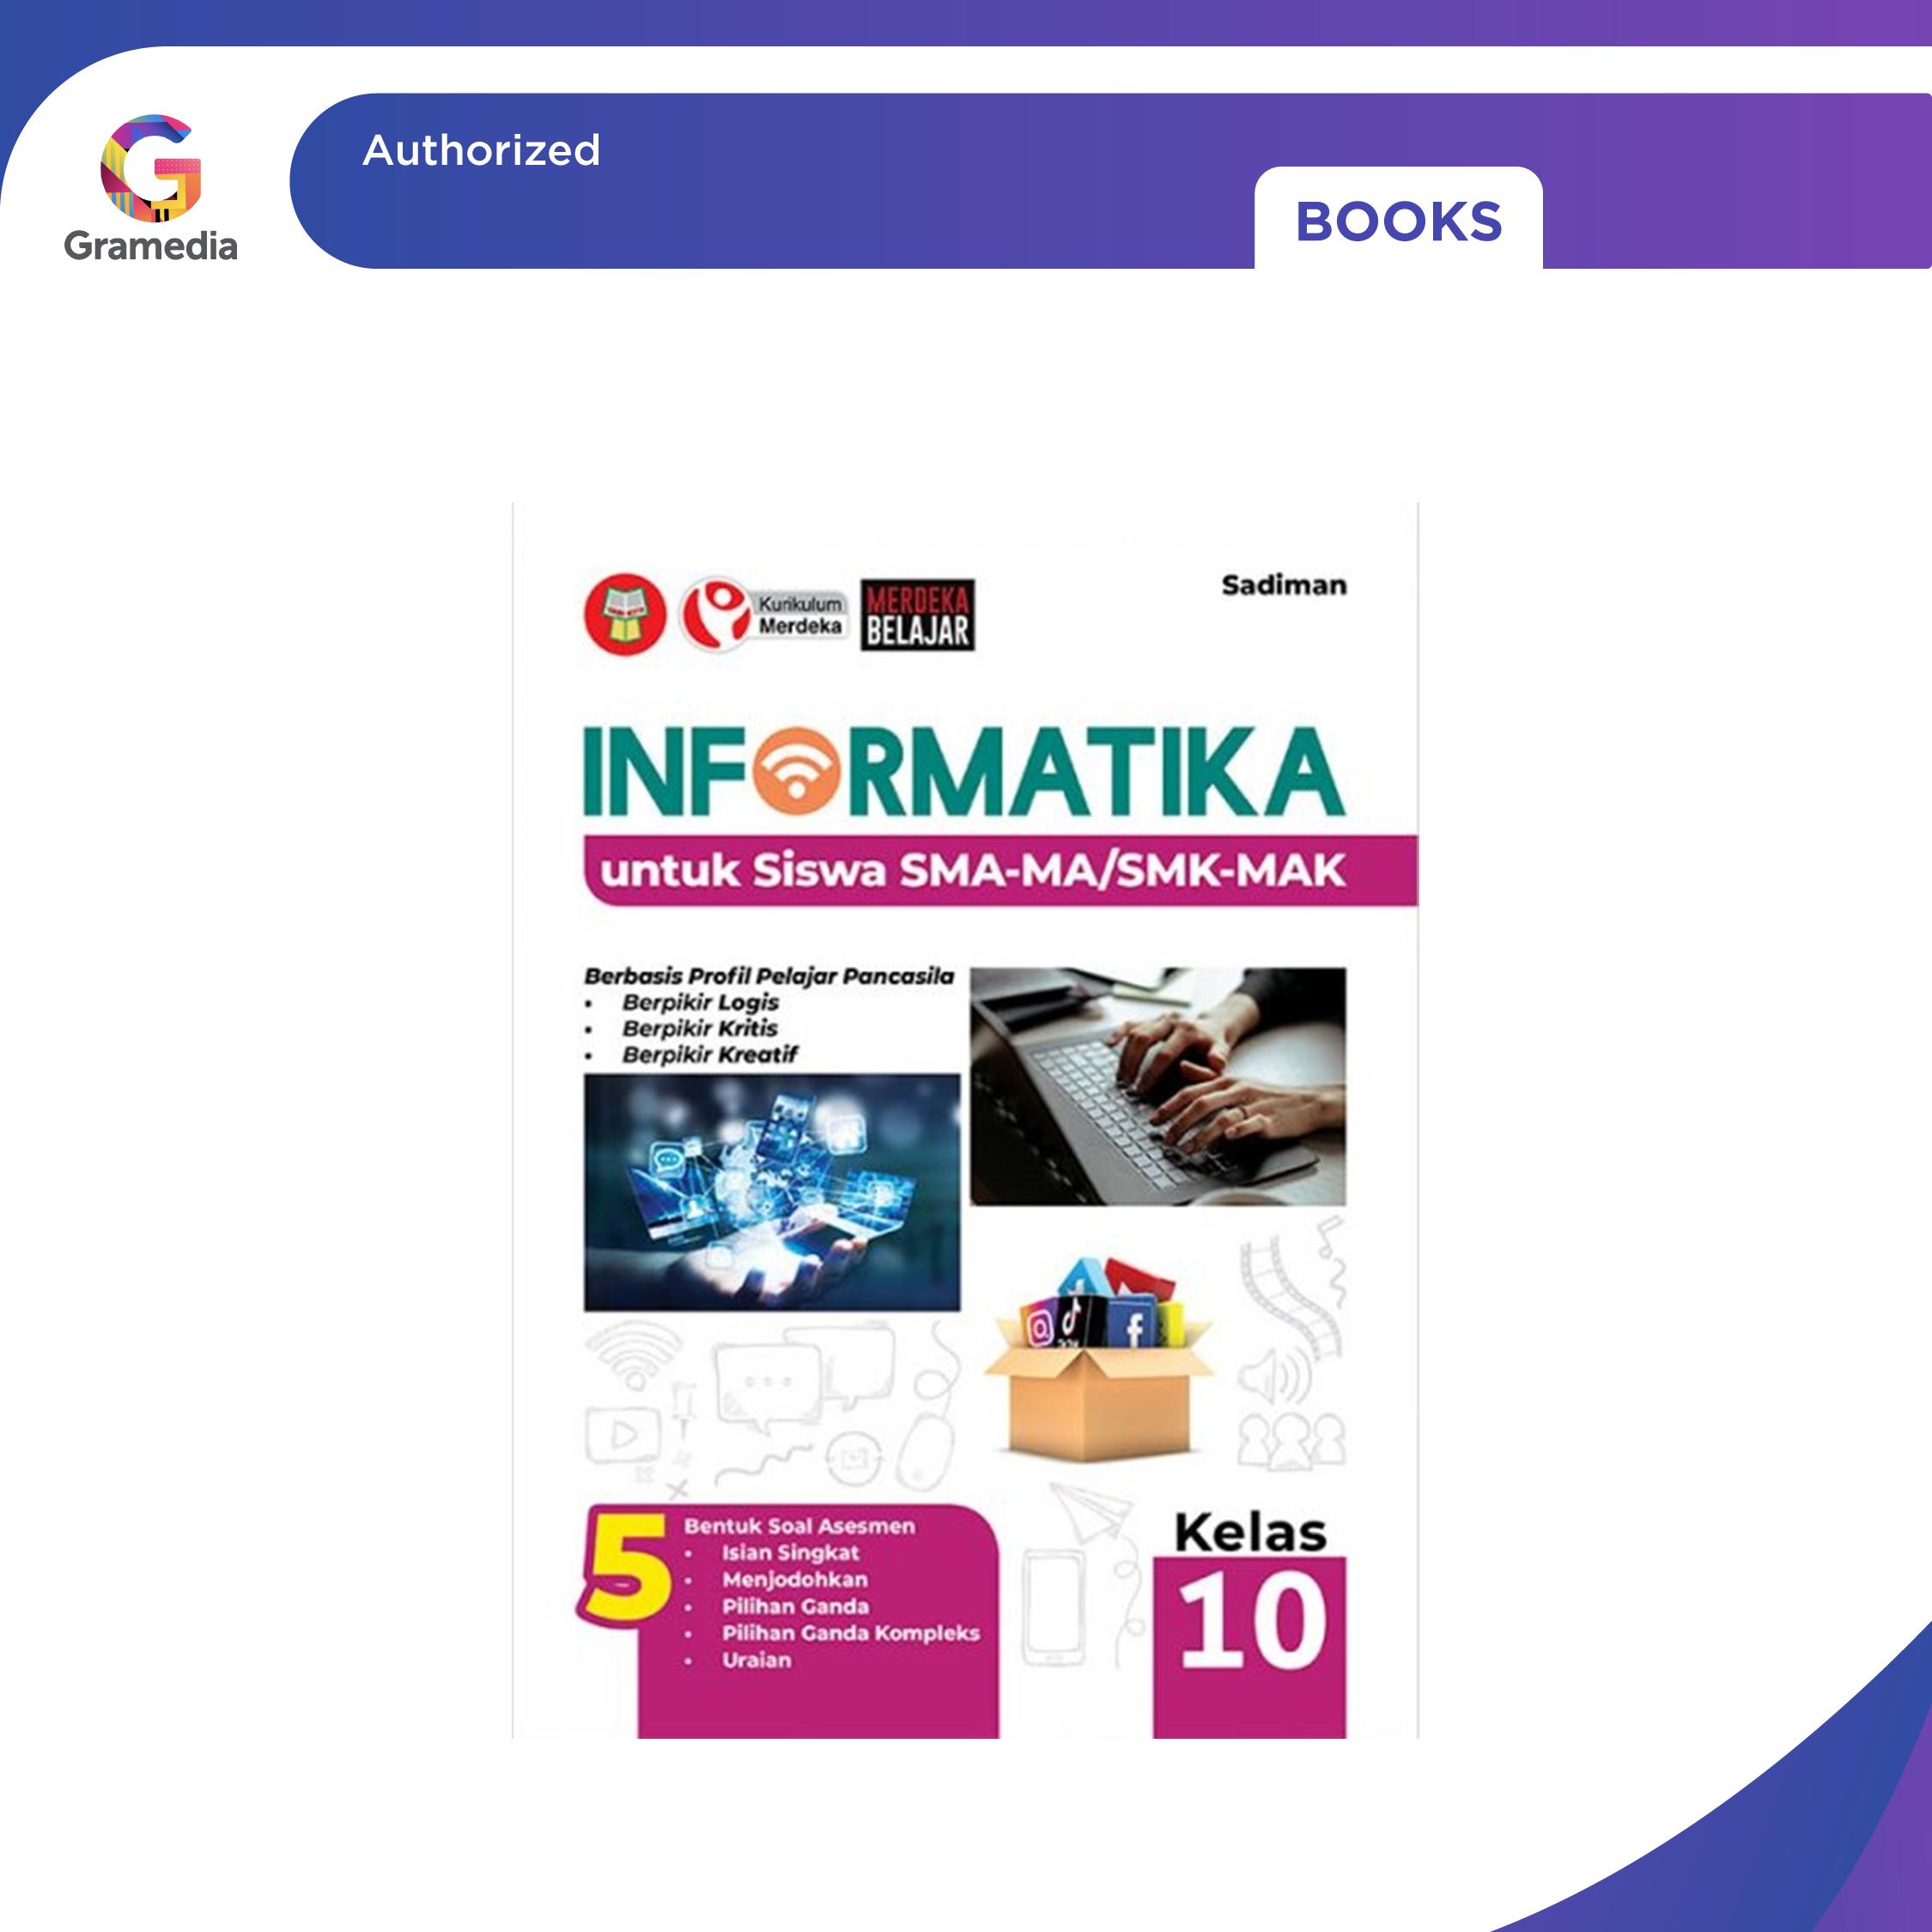 Gramedia
Authorized
BOOKS
Sadiman
Kurikulum
Merdeka
MERDEKA
BELAJAR
INFORMATIKA
untuk Siswa SMA-MA/SMK-MAK
Berbasis Profil Pelajar Pancasila
• Berpikir Logis
• Berpikir Kritis
• Berpikir Kreatif
5 Bentuk Soal Asesmen
• Isian Singkat
• Menjodohkan
• Pilihan Ganda
• Pilihan Ganda Kompleks
• Uraian
Kelas
10